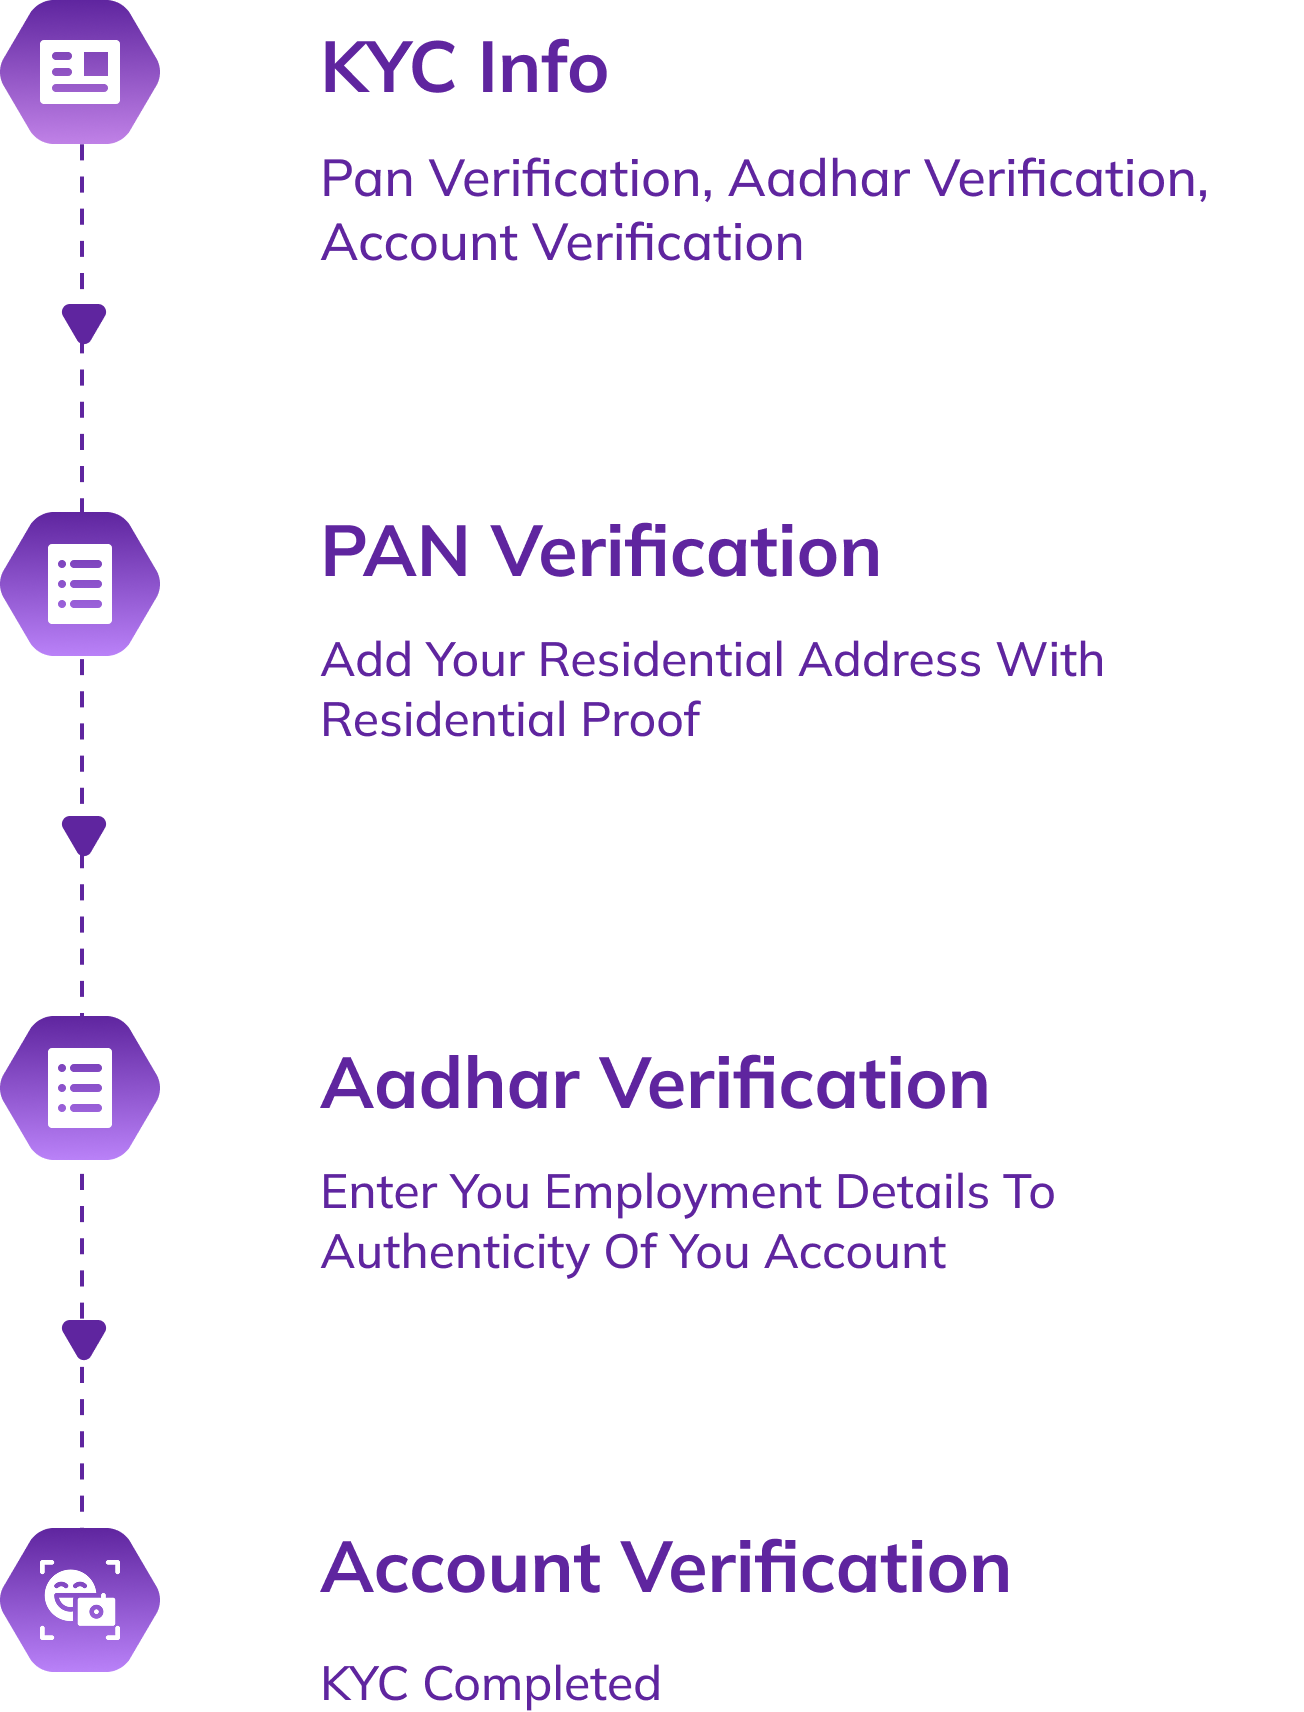 KYC Info
Pan Verification, Aadhar Verification,
Account Verification
PAN Verification
Add Your Residential Address With
Residential Proof
Aadhar Verification
Enter You Employment Details To
Authenticity Of You Account
Account Verification
KYC Completed